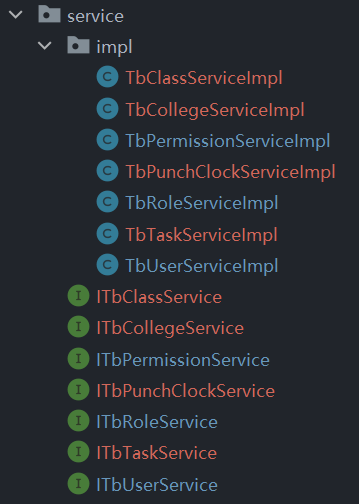 service
impl
C TbClassServiceImpl
C TbCollegeServiceImpl
C TbPermissionServiceImpl
C TbPunchClockServiceImpl
C TbRoleServiceImpl
C TbTaskServiceImpl
C TbUserServiceImpl
I ITbClassService
I ITbCollegeService
I ITbPermissionService
I ITbPunchClockService
I ITbRoleService
I ITbTaskService
I ITbUserService